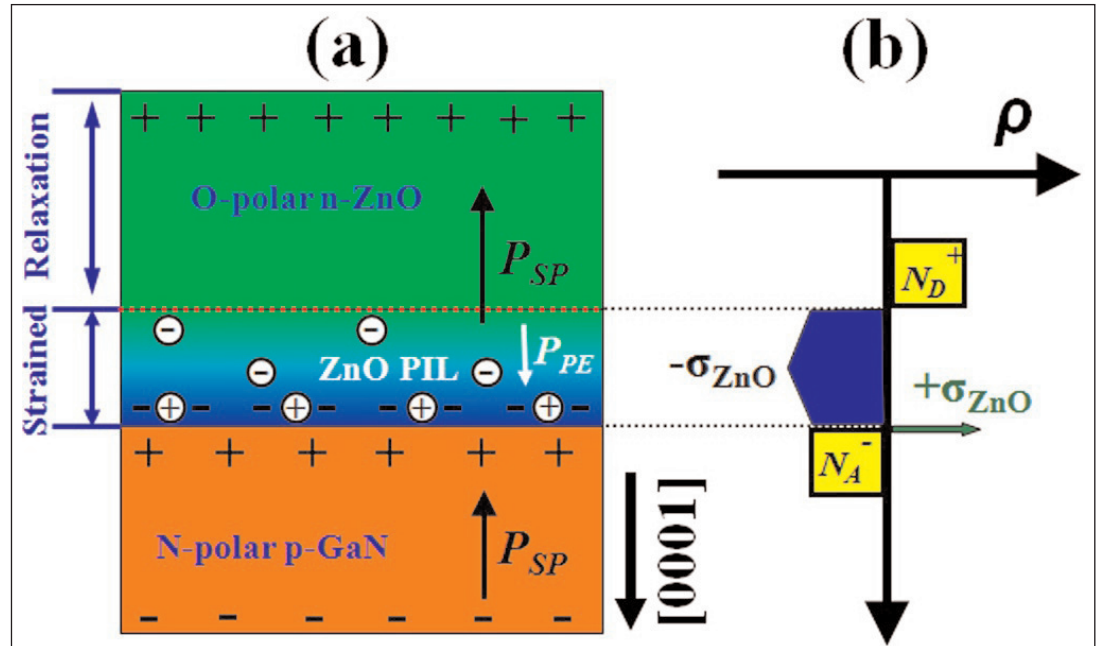 (a)
(b)
ρ
+ + + + + + + +
Relaxation
O-polar n-ZnO
P_SP
N_D^+
Strained
− −
P_PE
ZnO PIL
− −
-σ_ZnO
+σ_ZnO
− + − − + − − + − − + −
+ + + + + +
N_A^-
N-polar p-GaN
P_SP
[0001]
- - - - - - -